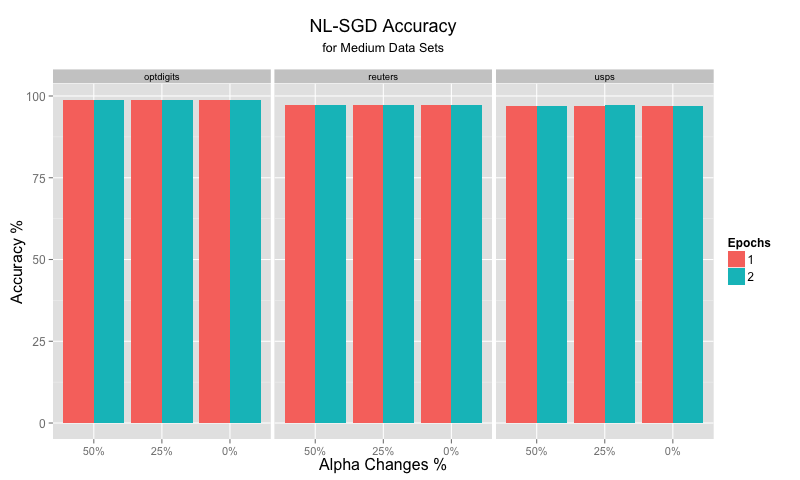 NL-SGD Accuracy
for Medium Data Sets
optdigits reuters usps
100
75
50
25
0
Accuracy %
50% 25% 0% 50% 25% 0% 50% 25% 0%
Alpha Changes %
Epochs
1
2